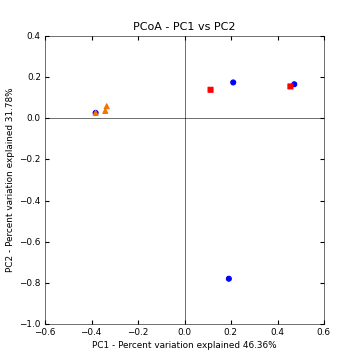 PCoA - PC1 vs PC2
0.4
0.2
0.0
−0.2
−0.4
−0.6
−0.8
−1.0
PC2 - Percent variation explained 31.78%
−0.6 −0.4 −0.2 0.0 0.2 0.4 0.6
PC1 - Percent variation explained 46.36%